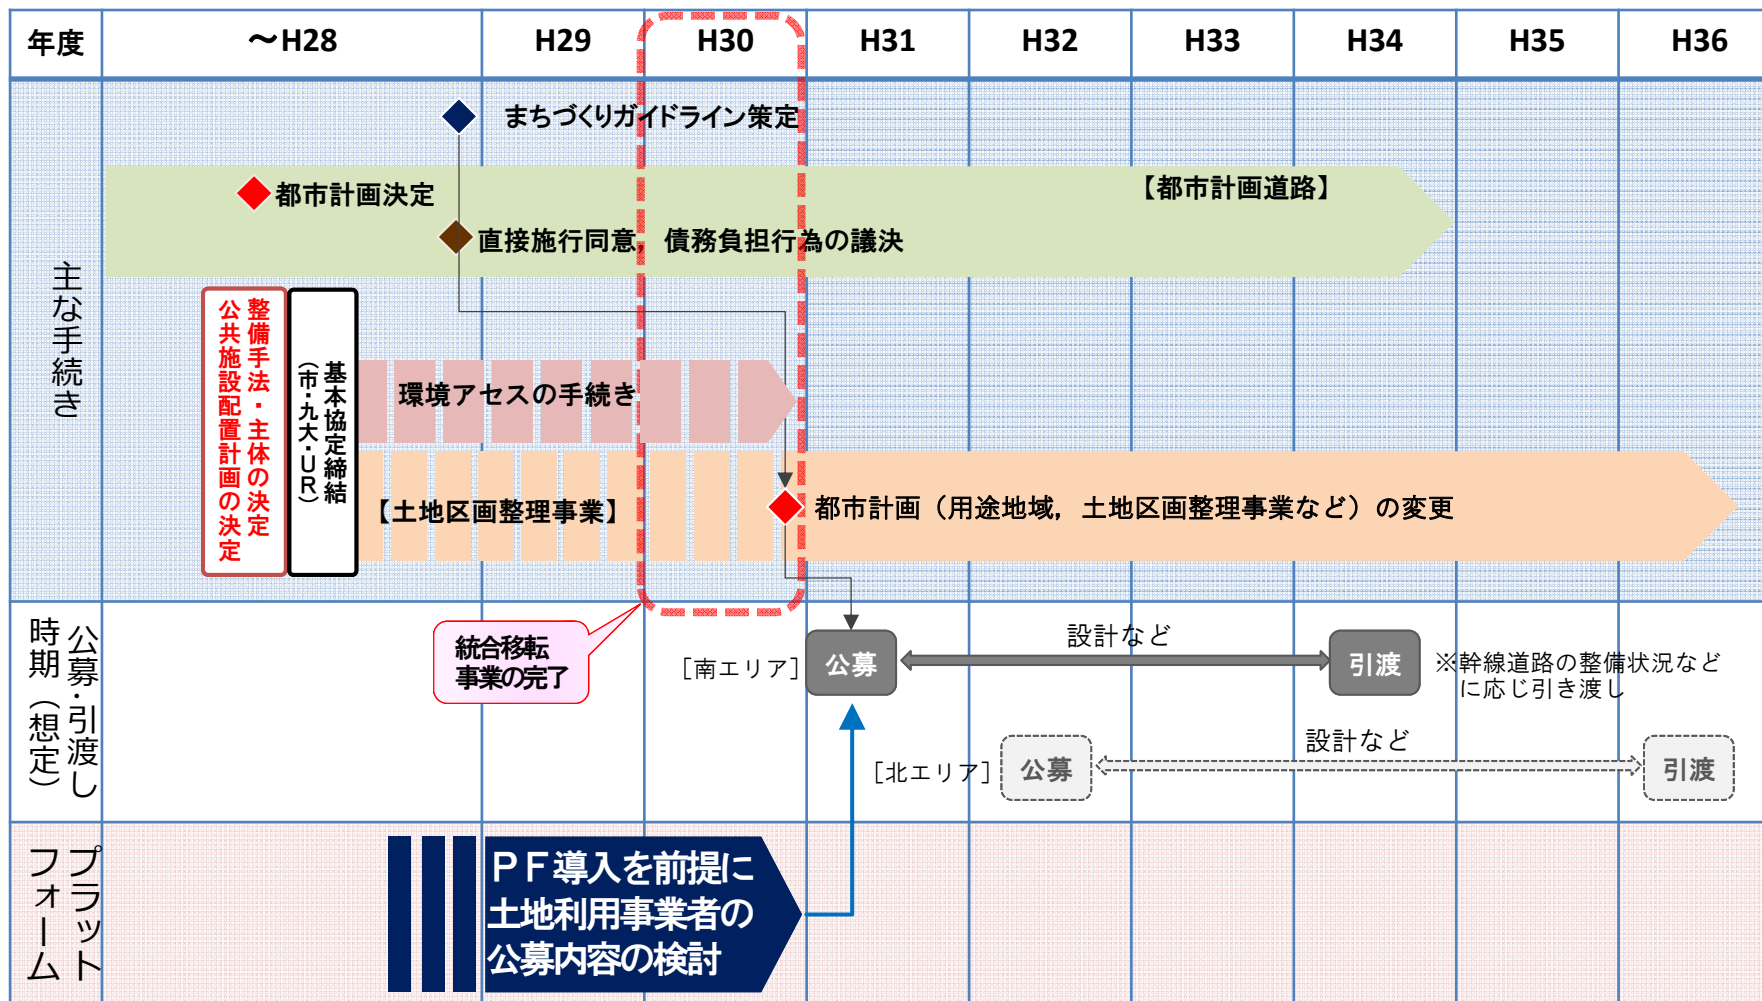 年度
～H28
H29
H30
H31
H32
H33
H34
H35
H36
主な手続き
まちづくりガイドライン策定
都市計画決定
【都市計画道路】
直接施行同意，債務負担行為の議決
整備手法・主体の決定
公共施設配置計画の決定
基本協定締結
（市・九大・ＵＲ）
環境アセスの手続き
【土地区画整理事業】
都市計画（用途地域，土地区画整理事業など）の変更
公募・引渡し
時期（想定）
統合移転
事業の完了
［南エリア］
公募
設計など
引渡
※幹線道路の整備状況など
に応じ引き渡し
［北エリア］
公募
設計など
引渡
プラット
フォーム
ＰＦ導入を前提に
土地利用事業者の
公募内容の検討